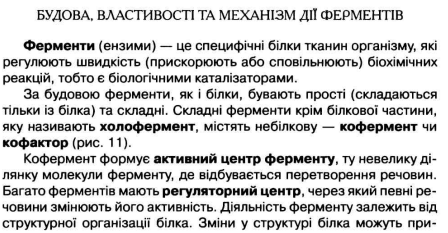 БУДОВА, ВЛАСТИВОСТІ ТА МЕХАНІЗМ ДІЇ ФЕРМЕНТІВ
Ферменти (ензими) — це специфічні білки тканин організму, які
регулюють швидкість (прискорюють або сповільнюють) біохімічних
реакцій, тобто є біологічними каталізаторами.
За будовою ферменти, як і білки, бувають прості (складаються
тільки із білка) та складні. Складні ферменти крім білкової частини,
яку називають холофермент, містять небілкову — кофермент чи
кофактор (рис. 11).
Кофермент формує активний центр ферменту, ту невелику ді-
лянку молекули ферменту, де відбувається перетворення речовин.
Багато ферментів мають регуляторний центр, через який певні ре-
човини змінюють його активність. Діяльність ферменту залежить від
структурної організації білка. Зміни у структурі білка можуть при-